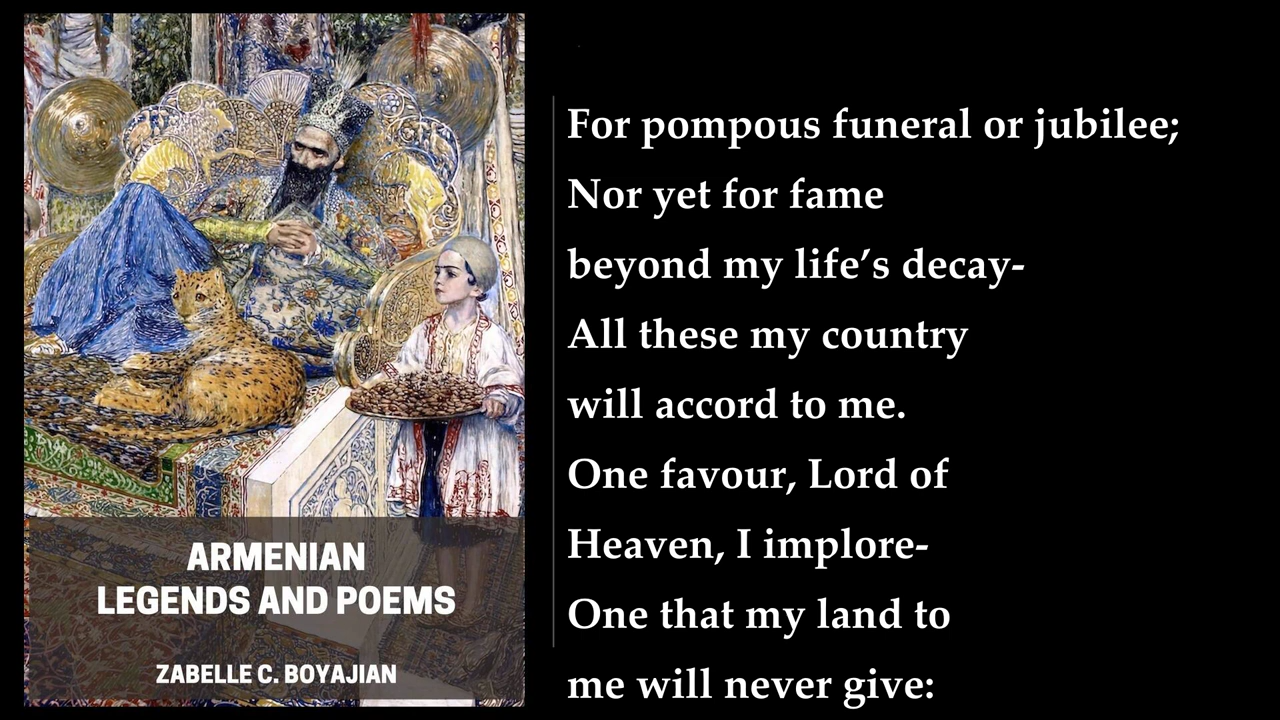 ARMENIAN
LEGENDS AND POEMS
ZABELLE C. BOYAJIAN
For pompous funeral or jubilee;
Nor yet for fame
beyond my life’s decay-
All these my country
will accord to me.
One favour, Lord of
Heaven, I implore-
One that my land to
me will never give: